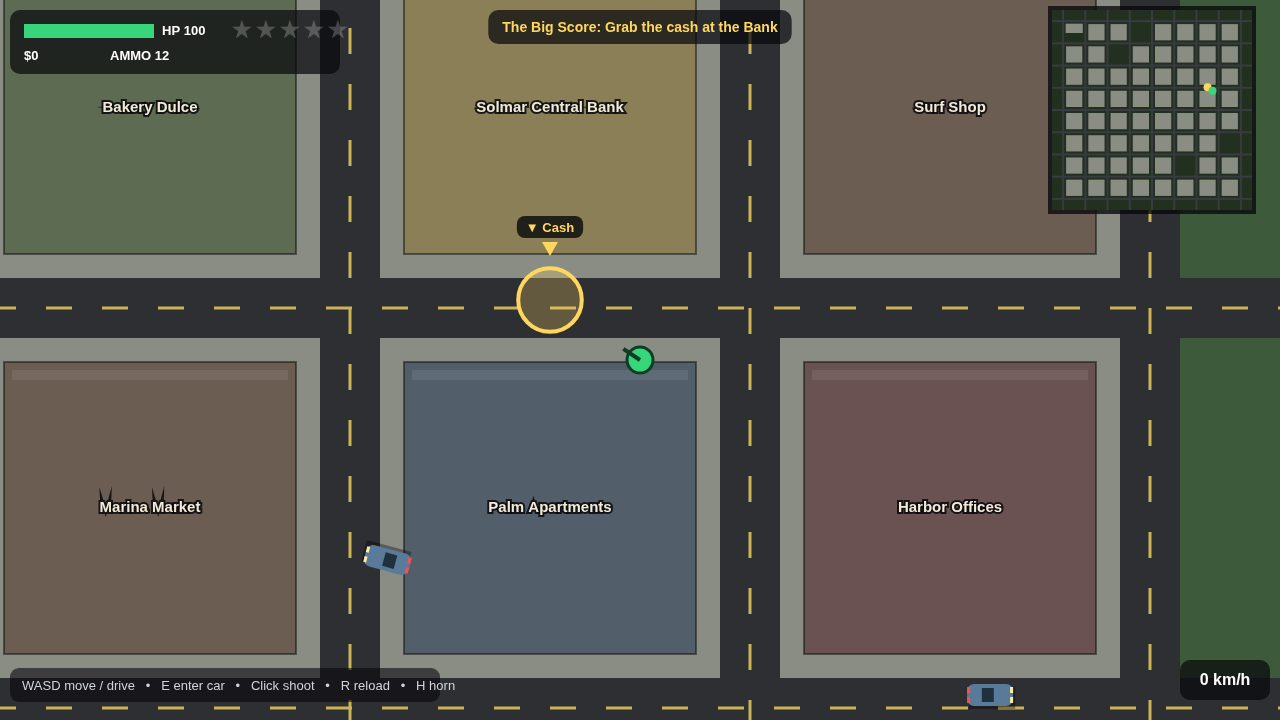 HP 100 ★★★★★
$0 AMMO 12
The Big Score: Grab the cash at the Bank
Bakery Dulce
Solmar Central Bank
Surf Shop
▼ Cash
Marina Market
Palm Apartments
Harbor Offices
WASD move / drive • E enter car • Click shoot • R reload • H horn
0 km/h